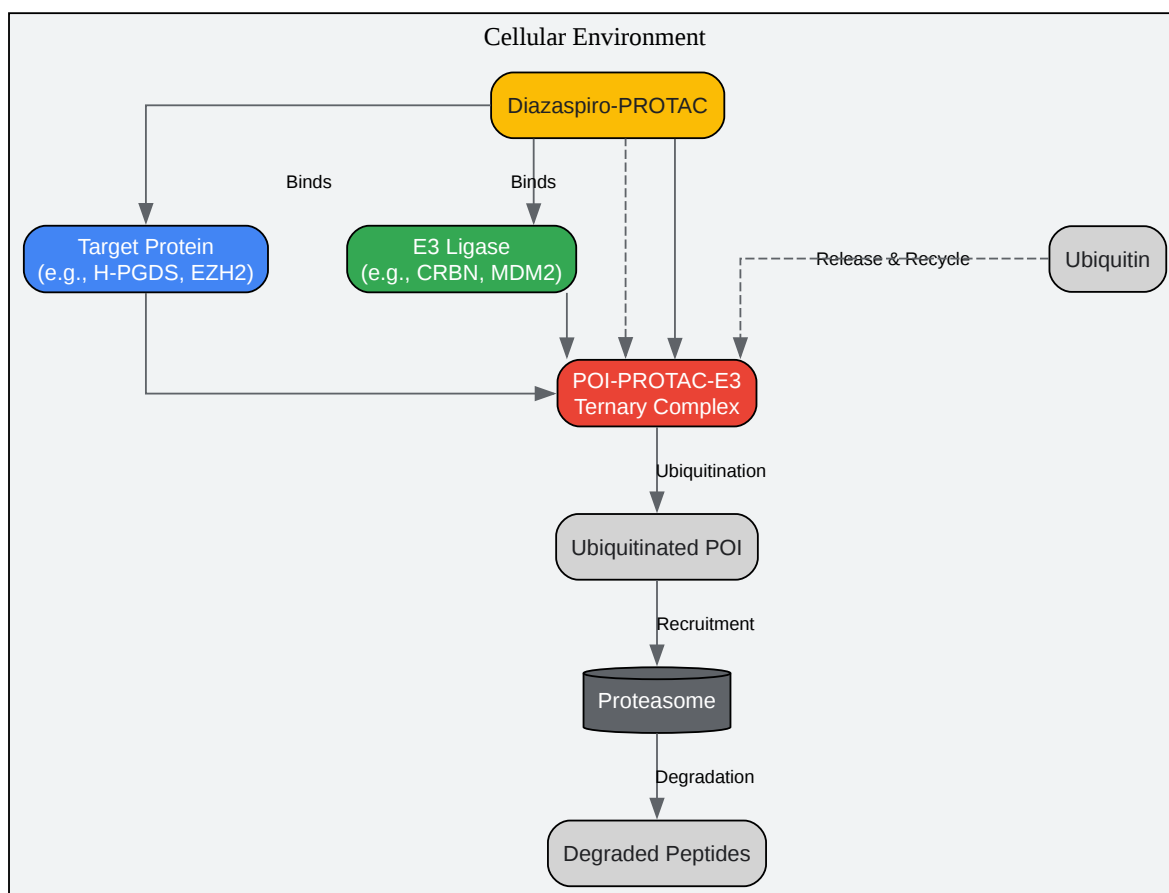 Cellular Environment
Diazaspiro-PROTAC
Binds
Binds
Target Protein
(e.g., H-PGDS, EZH2)
E3 Ligase
(e.g., CRBN, MDM2)
Release & Recycle
Ubiquitin
POI-PROTAC-E3
Ternary Complex
Ubiquitination
Ubiquitinated POI
Recruitment
Proteasome
Degradation
Degraded Peptides